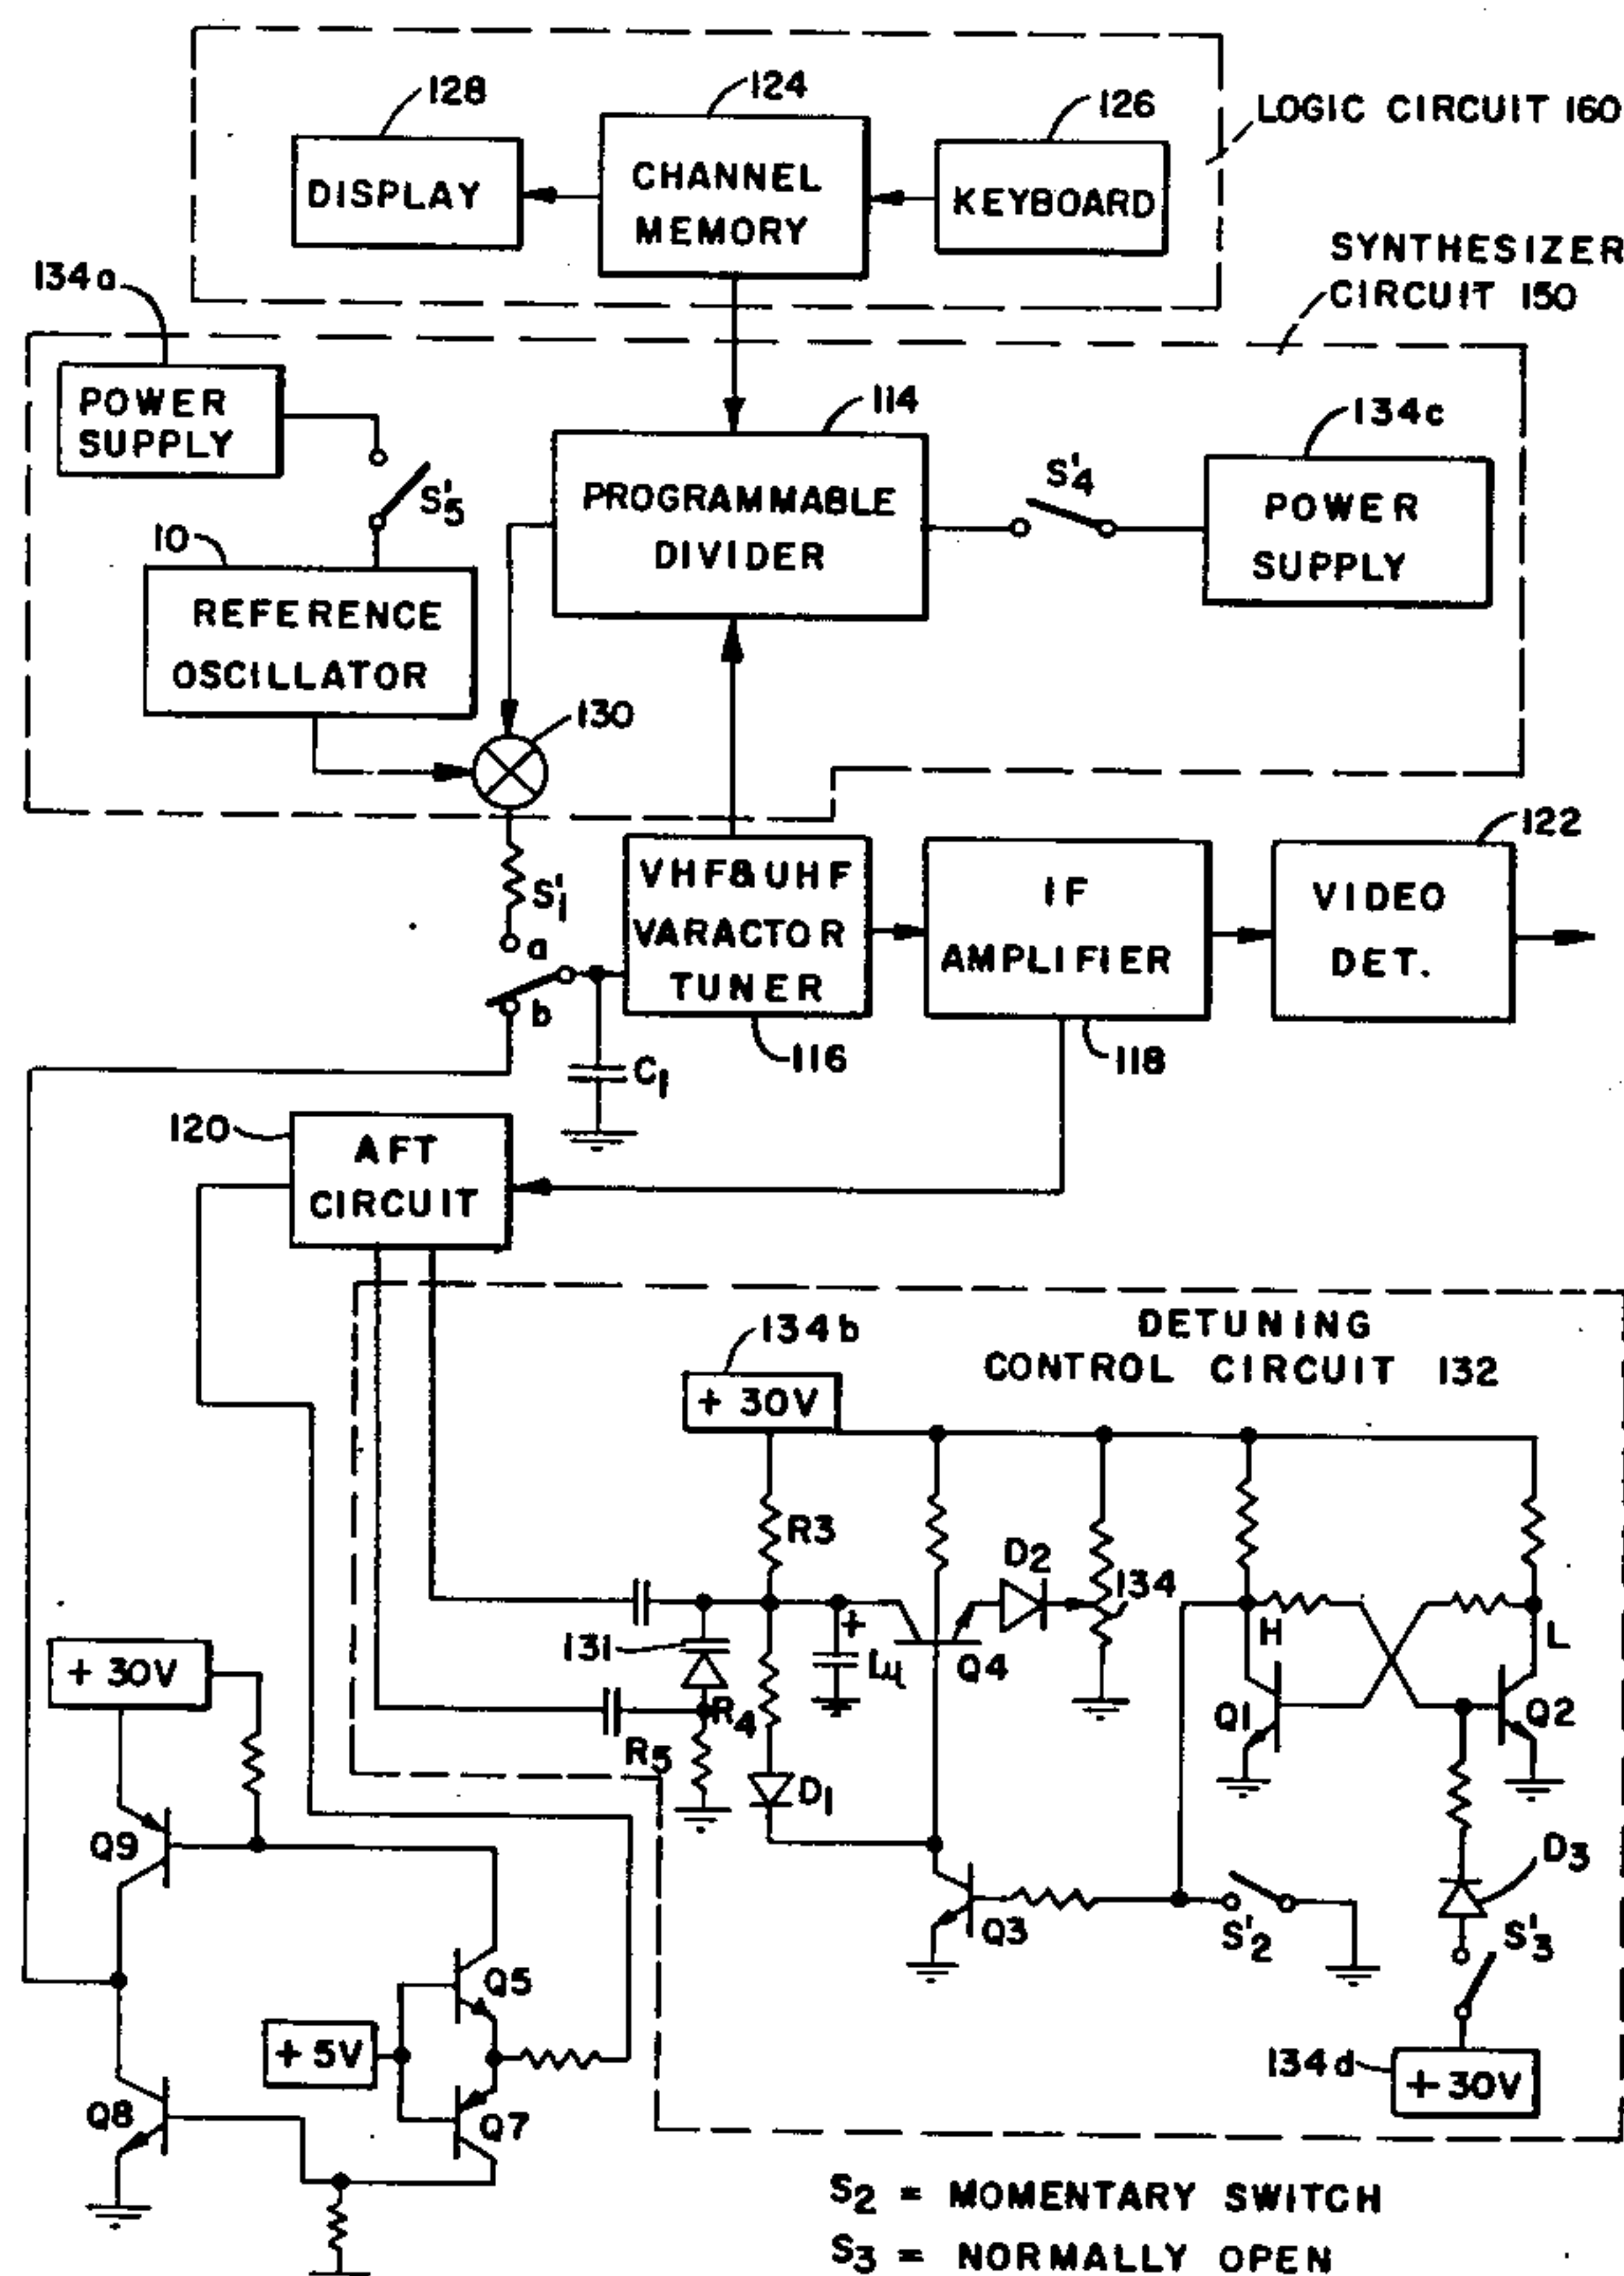 128
124
126
LOGIC CIRCUIT 160
DISPLAY
CHANNEL
MEMORY
KEYBOARD
SYNTHESIZER
CIRCUIT 150
134a
POWER
SUPPLY
114
134c
S'5
PROGRAMMABLE
DIVIDER
S'4
POWER
SUPPLY
10
REFERENCE
OSCILLATOR
130
122
S'1
a
b
VHF&UHF
VARACTOR
TUNER
IF
AMPLIFIER
VIDEO
DET.
C1
116
118
120
AFT
CIRCUIT
134b
DETUNING
CONTROL CIRCUIT 132
+ 30V
R3
D2
134
131
+
Q4
H
L
+ 30V
R4
Q1
Q2
R5
D1
Q9
D3
Q3
S'2
S'3
Q5
+ 5V
134d
+ 30V
Q8
Q7
S2 = MOMENTARY SWITCH
S3 = NORMALLY OPEN